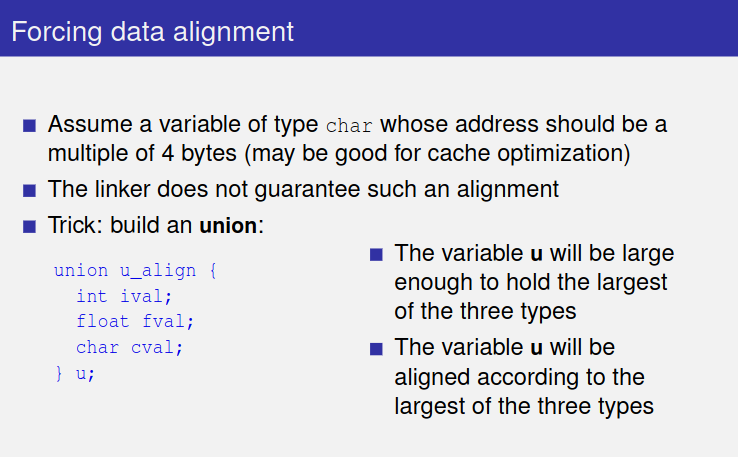 Forcing data alignment
Assume a variable of type char whose address should be a
multiple of 4 bytes (may be good for cache optimization)
The linker does not guarantee such an alignment
Trick: build an union:
union u_align {
int ival;
float fval;
char cval;
} u;
The variable u will be large
enough to hold the largest
of the three types
The variable u will be
aligned according to the
largest of the three types